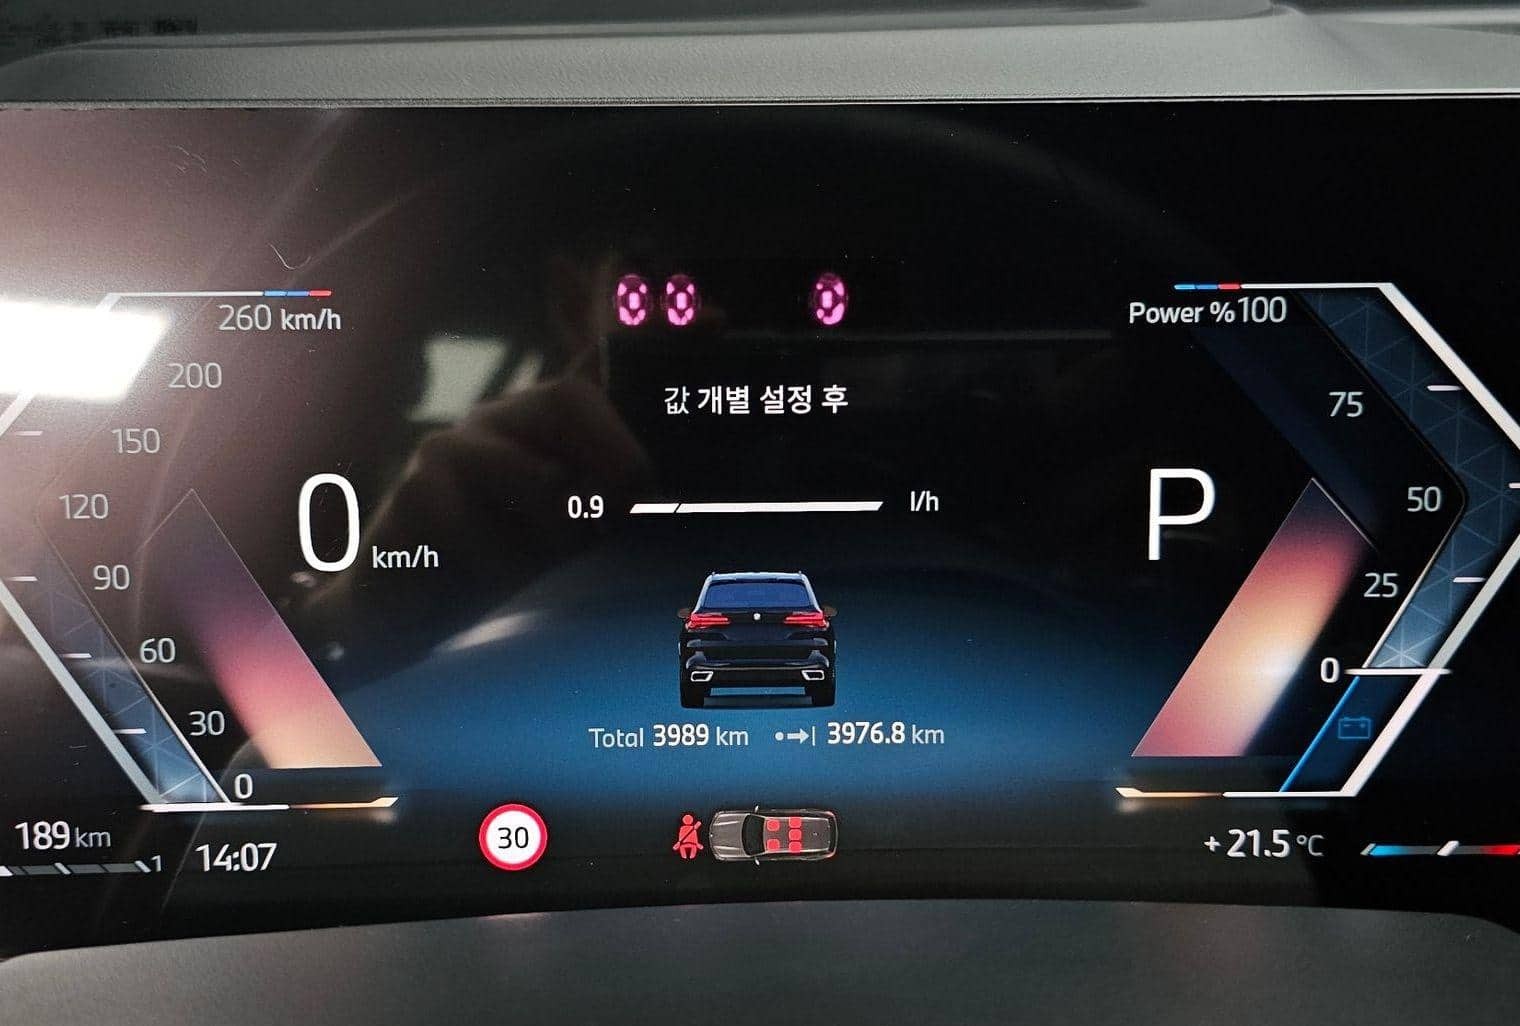 260 km/h
Power %100
200
75
값 개별 설정 후
150
50
120
0 km/h
0.9
l/h
P
90
25
60
0
30
Total 3989 km
3976.8 km
0
189 km
1
14:07
30
+21.5 °C